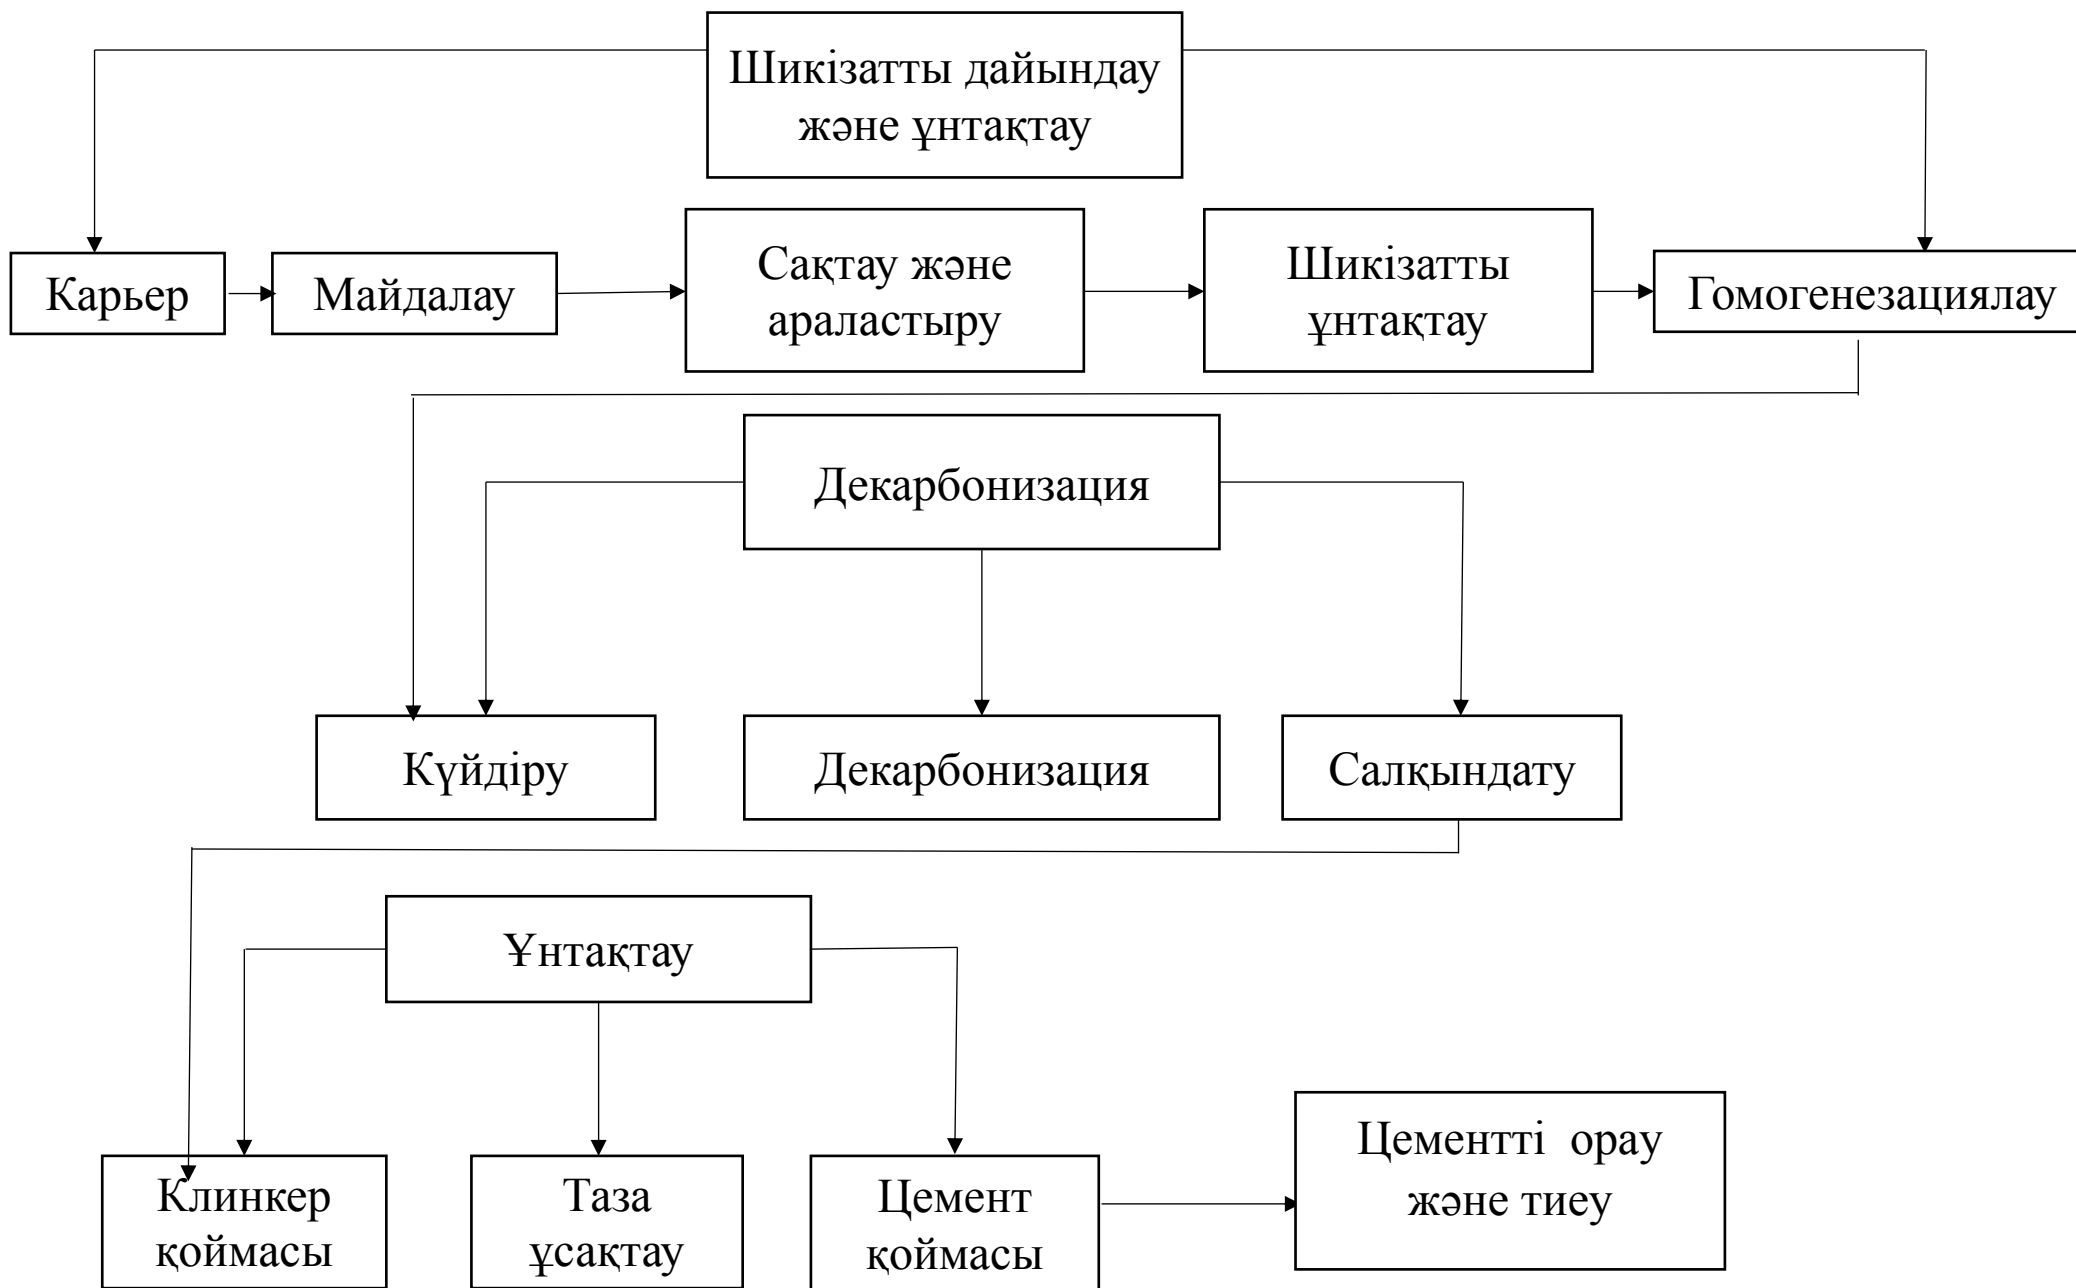 Шикізатты дайындау
және ұнтақтау
Карьер
Майдалау
Сақтау және
араластыру
Шикізатты
ұнтақтау
Гомогенезациялау
Декарбонизация
Күйдіру
Декарбонизация
Салқындату
Ұнтақтау
Клинкер
қоймасы
Таза
ұсақтау
Цемент
қоймасы
Цементті орау
және тиеу